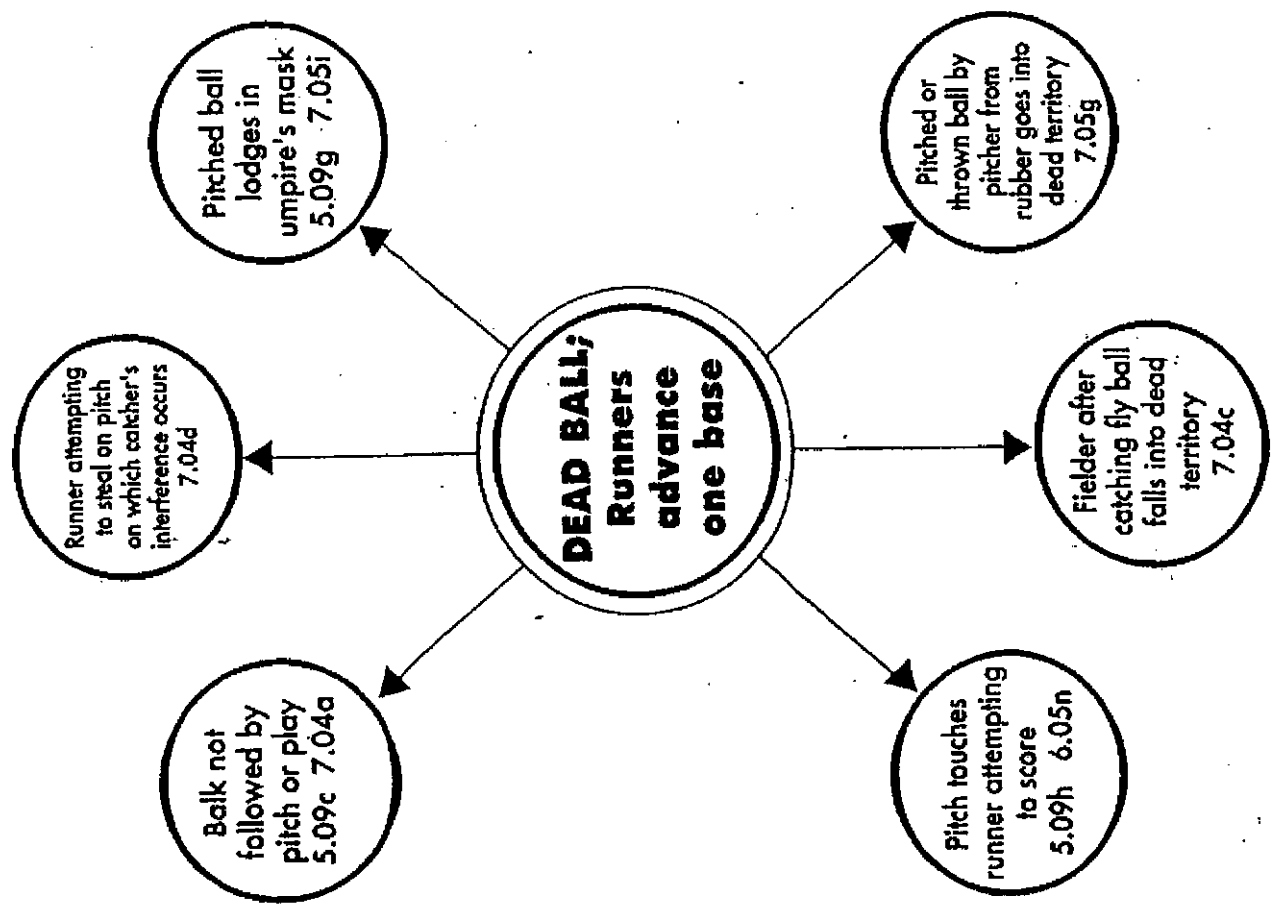 DEAD BALL;
Runners
advance
one base
Balk not
followed by
pitch or play
5.09c 7.04a
Runner attempting
to steal on pitch
on which catcher's
interference occurs
7.04d
Pitched ball
lodges in
umpire's mask
5.09g 7.05i
Pitch touches
runner attempting
to score
5.09h 6.05n
Fielder after
catching fly ball
falls into dead
territory
7.04c
Pitched or
thrown ball by
pitcher from
rubber goes into
dead territory
7.05g